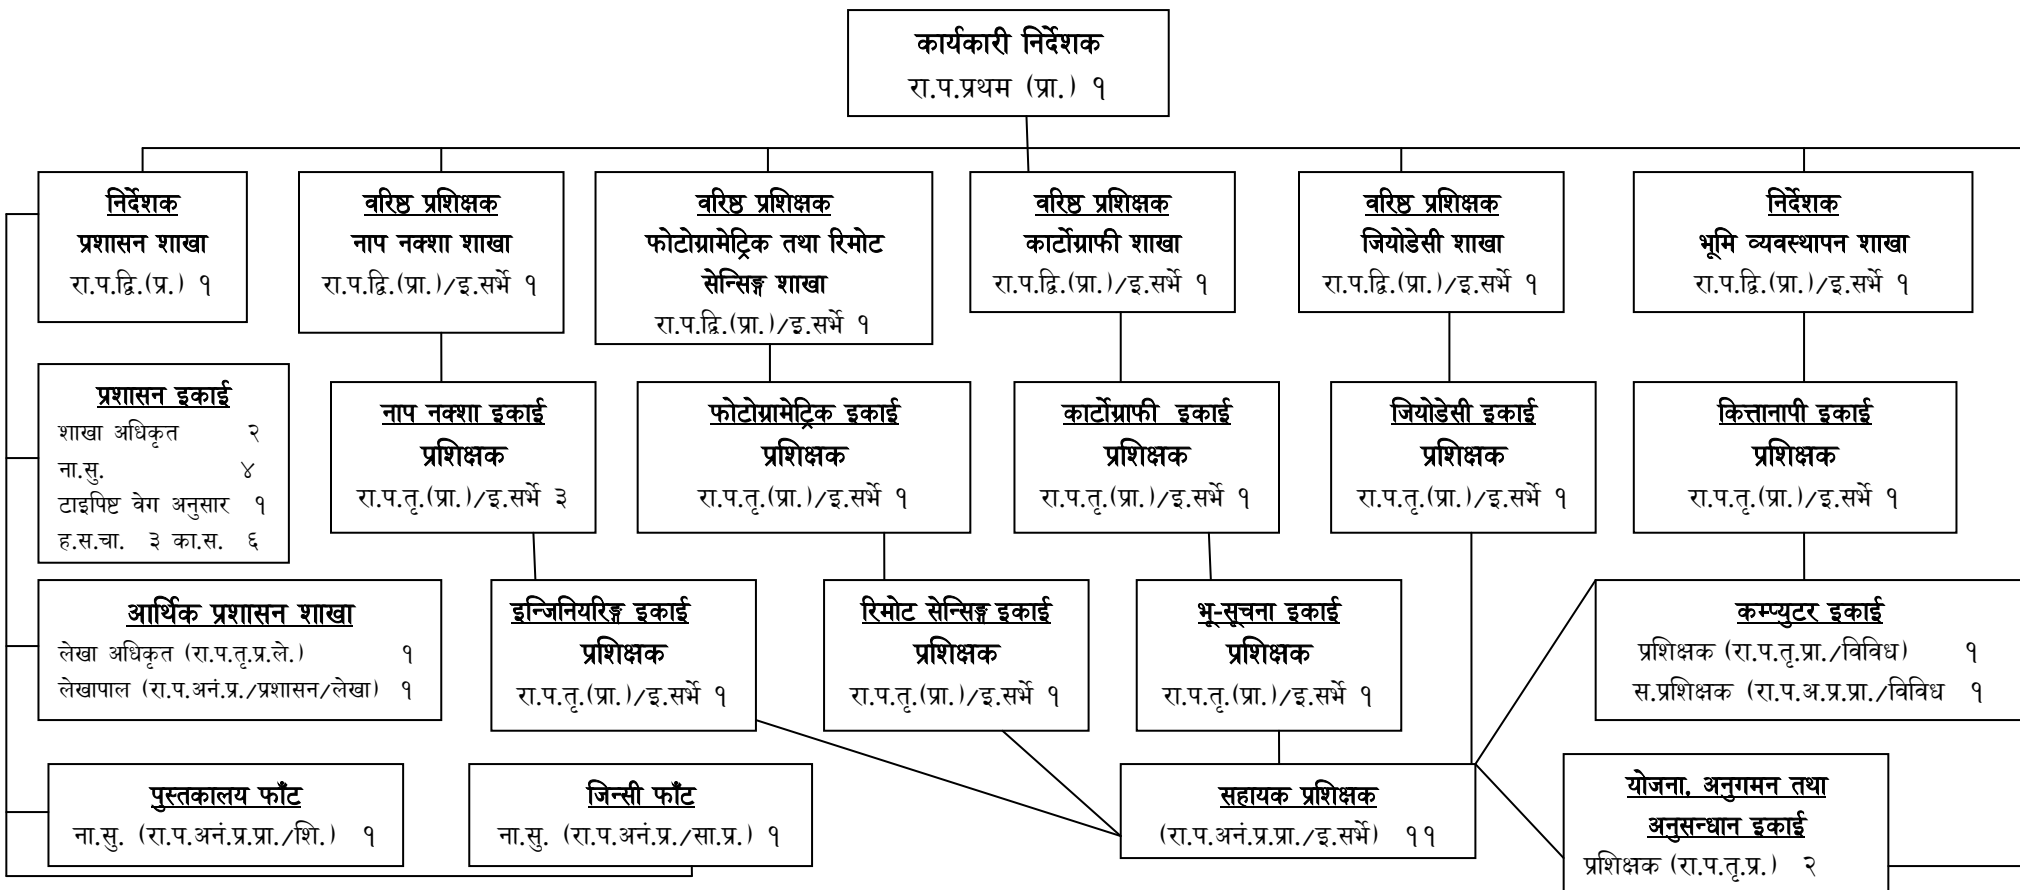 कार्यकारी निर्देशक
रा.प.प्रथम (प्रा.) १
निर्देशक
प्रशासन शाखा
रा.प.द्वि.(प्र.) १
वरिष्ठ प्रशिक्षक
नाप नक्शा शाखा
रा.प.द्वि.(प्रा.)/इ.सर्भे १
वरिष्ठ प्रशिक्षक
फोटोग्रामेट्रिक तथा रिमोट
सेन्सिङ्ग शाखा
रा.प.द्वि.(प्रा.)/इ.सर्भे १
वरिष्ठ प्रशिक्षक
कार्टोग्राफी शाखा
रा.प.द्वि.(प्रा.)/इ.सर्भे १
वरिष्ठ प्रशिक्षक
जियोडेसी शाखा
रा.प.द्वि.(प्रा.)/इ.सर्भे १
निर्देशक
भूमि व्यवस्थापन शाखा
रा.प.द्वि.(प्रा.)/इ.सर्भे १
प्रशासन इकाई
शाखा अधिकृत २
ना.सु. ४
टाइपिष्ट वेग अनुसार १
ह.स.चा. ३ का.स. ६
नाप नक्शा इकाई
प्रशिक्षक
रा.प.तृ.(प्रा.)/इ.सर्भे ३
फोटोग्रामेट्रिक इकाई
प्रशिक्षक
रा.प.तृ.(प्रा.)/इ.सर्भे १
कार्टोग्राफी इकाई
प्रशिक्षक
रा.प.तृ.(प्रा.)/इ.सर्भे १
जियोडेसी इकाई
प्रशिक्षक
रा.प.तृ.(प्रा.)/इ.सर्भे १
कित्तानापी इकाई
प्रशिक्षक
रा.प.तृ.(प्रा.)/इ.सर्भे १
आर्थिक प्रशासन शाखा
लेखा अधिकृत (रा.प.तृ.प्र.ले.) १
लेखापाल (रा.प.अनं.प्र./प्रशासन/लेखा) १
इन्जिनियरिङ्ग इकाई
प्रशिक्षक
रा.प.तृ.(प्रा.)/इ.सर्भे १
रिमोट सेन्सिङ्ग इकाई
प्रशिक्षक
रा.प.तृ.(प्रा.)/इ.सर्भे १
भू-सूचना इकाई
प्रशिक्षक
रा.प.तृ.(प्रा.)/इ.सर्भे १
कम्प्युटर इकाई
प्रशिक्षक (रा.प.तृ.प्रा./विविध) १
स.प्रशिक्षक (रा.प.अ.प्र.प्रा./विविध १
पुस्तकालय फाँट
ना.सु. (रा.प.अनं.प्र.प्रा./शि.) १
जिन्सी फाँट
ना.सु. (रा.प.अनं.प्र./सा.प्र.) १
सहायक प्रशिक्षक
(रा.प.अनं.प्र.प्रा./इ.सर्भे) ११
योजना, अनुगमन तथा
अनुसन्धान इकाई
प्रशिक्षक (रा.प.तृ.प्र.) २